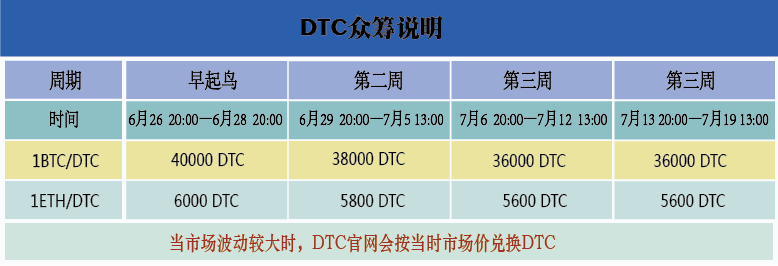 DTC众筹说明
周期 早起鸟 第二周 第三周 第三周
时间 6月26 20:00—6月28 20:00 6月29 20:00—7月5 13:00 7月6 20:00—7月12 13:00 7月13 20:00—7月19 13:00
1BTC/DTC 40000 DTC 38000 DTC 36000 DTC 36000 DTC
1ETH/DTC 6000 DTC 5800 DTC 5600 DTC 5600 DTC
当市场波动较大时，DTC官网会按当时市场价兑换DTC